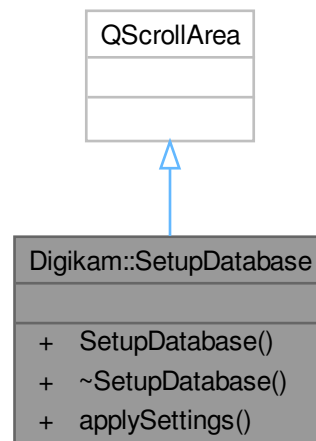 QScrollArea
Digikam::SetupDatabase
+ SetupDatabase()
+ ~SetupDatabase()
+ applySettings()